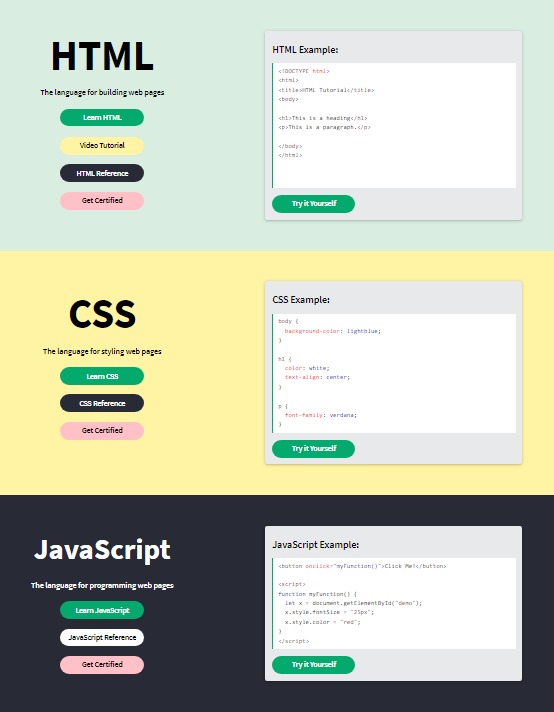 HTML
The language for building web pages
Learn HTML
Video Tutorial
HTML Reference
Get Certified
HTML Example:
<!DOCTYPE html>
<html>
<title>HTML Tutorial</title>
<body>
<h1>This is a heading</h1>
<p>This is a paragraph.</p>
</body>
</html>
Try it Yourself
CSS
The language for styling web pages
Learn CSS
CSS Reference
Get Certified
CSS Example:
body {
background-color: lightblue;
}
h1 {
color: white;
text-align: center;
}
p {
font-family: verdana;
}
Try it Yourself
JavaScript
The language for programming web pages
Learn JavaScript
JavaScript Reference
Get Certified
JavaScript Example:
<button onclick="myFunction()">Click Me!</button>
<script>
function myFunction() {
let x = document.getElementById("demo");
x.style.fontSize = "25px";
x.style.color = "red";
}
</script>
Try it Yourself